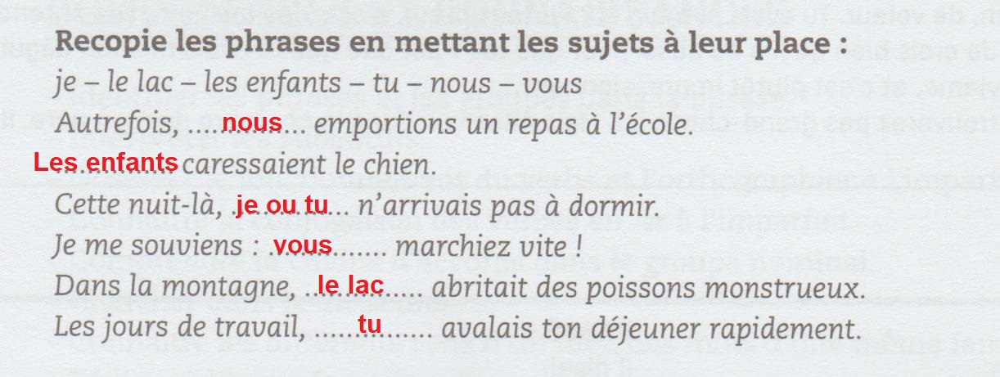 Recopie les phrases en mettant les sujets à leur place :
je – le lac – les enfants – tu – nous – vous
Autrefois, .....nous.... emportions un repas à l'école.
Les enfants caressaient le chien.
Cette nuit-là, je ou tu... n'arrivais pas à dormir.
Je me souviens : .vous....... marchiez vite !
Dans la montagne, ..le lac..... abritait des poissons monstrueux.
Les jours de travail, ......tu....... avalais ton déjeuner rapidement.